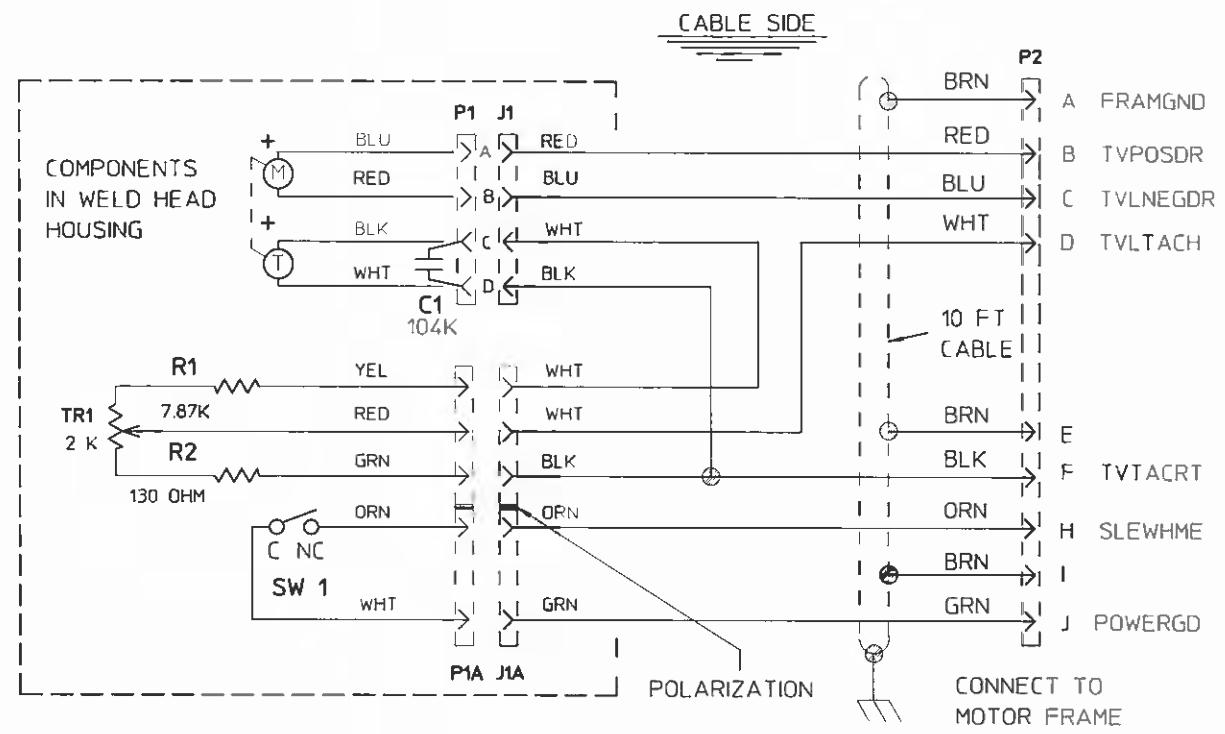 CABLE SIDE
P2
BRN
A FRAMGND
P1 J1
COMPONENTS
IN WELD HEAD
HOUSING
+
M
BLU
A
RED
RED
B TVPOSDR
RED
B
BLU
BLU
C TVLNEGDR
+
T
BLK
C
WHT
WHT
D TVLTACH
WHT
D
BLK
C1
104K
10 FT
CABLE
R1
7.87K
YEL
WHT
TR1
2 K
RED
WHT
BRN
E
R2
130 OHM
GRN
BLK
BLK
F TVTACRT
ORN
ORN
ORN
H SLEWHME
C NC
SW 1
BRN
I
WHT
GRN
GRN
J POWERGD
P1A J1A
POLARIZATION
CONNECT TO
MOTOR FRAME